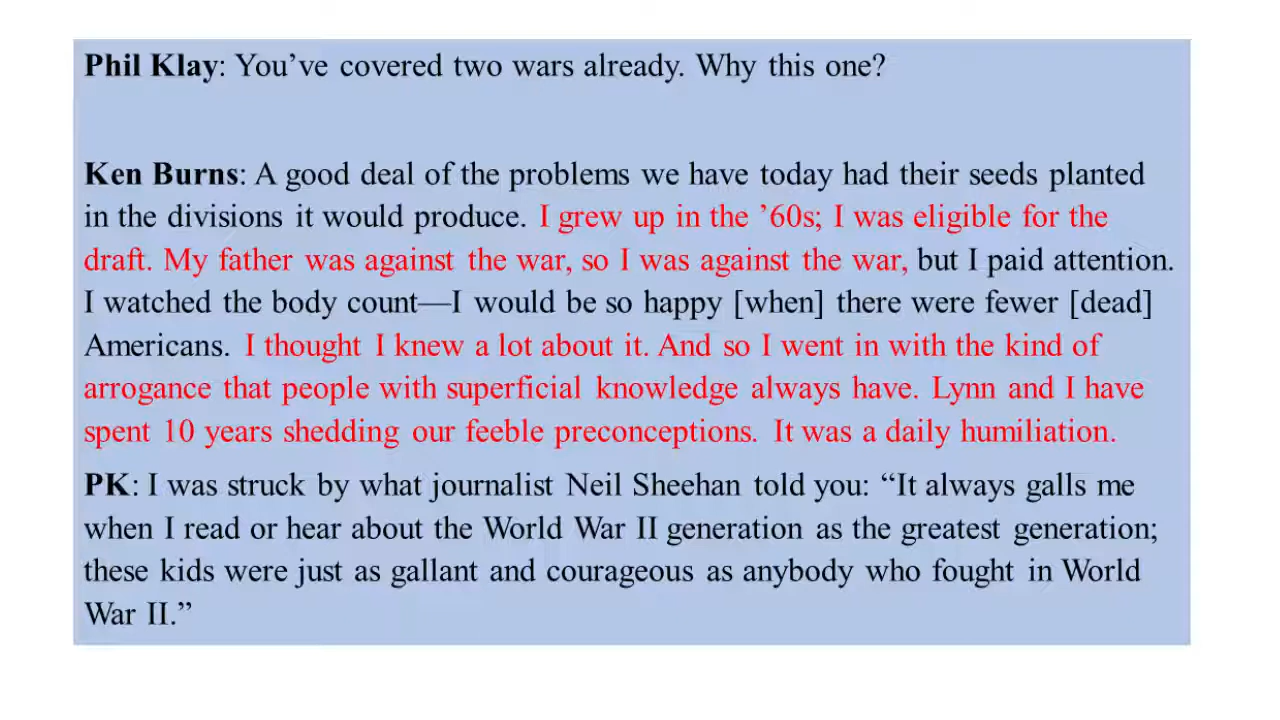 Phil Klay: You’ve covered two wars already. Why this one?
Ken Burns: A good deal of the problems we have today had their seeds planted
in the divisions it would produce. I grew up in the ’60s; I was eligible for the
draft. My father was against the war, so I was against the war, but I paid attention.
I watched the body count—I would be so happy [when] there were fewer [dead]
Americans. I thought I knew a lot about it. And so I went in with the kind of
arrogance that people with superficial knowledge always have. Lynn and I have
spent 10 years shedding our feeble preconceptions. It was a daily humiliation.
PK: I was struck by what journalist Neil Sheehan told you: “It always galls me
when I read or hear about the World War II generation as the greatest generation;
these kids were just as gallant and courageous as anybody who fought in World
War II.”